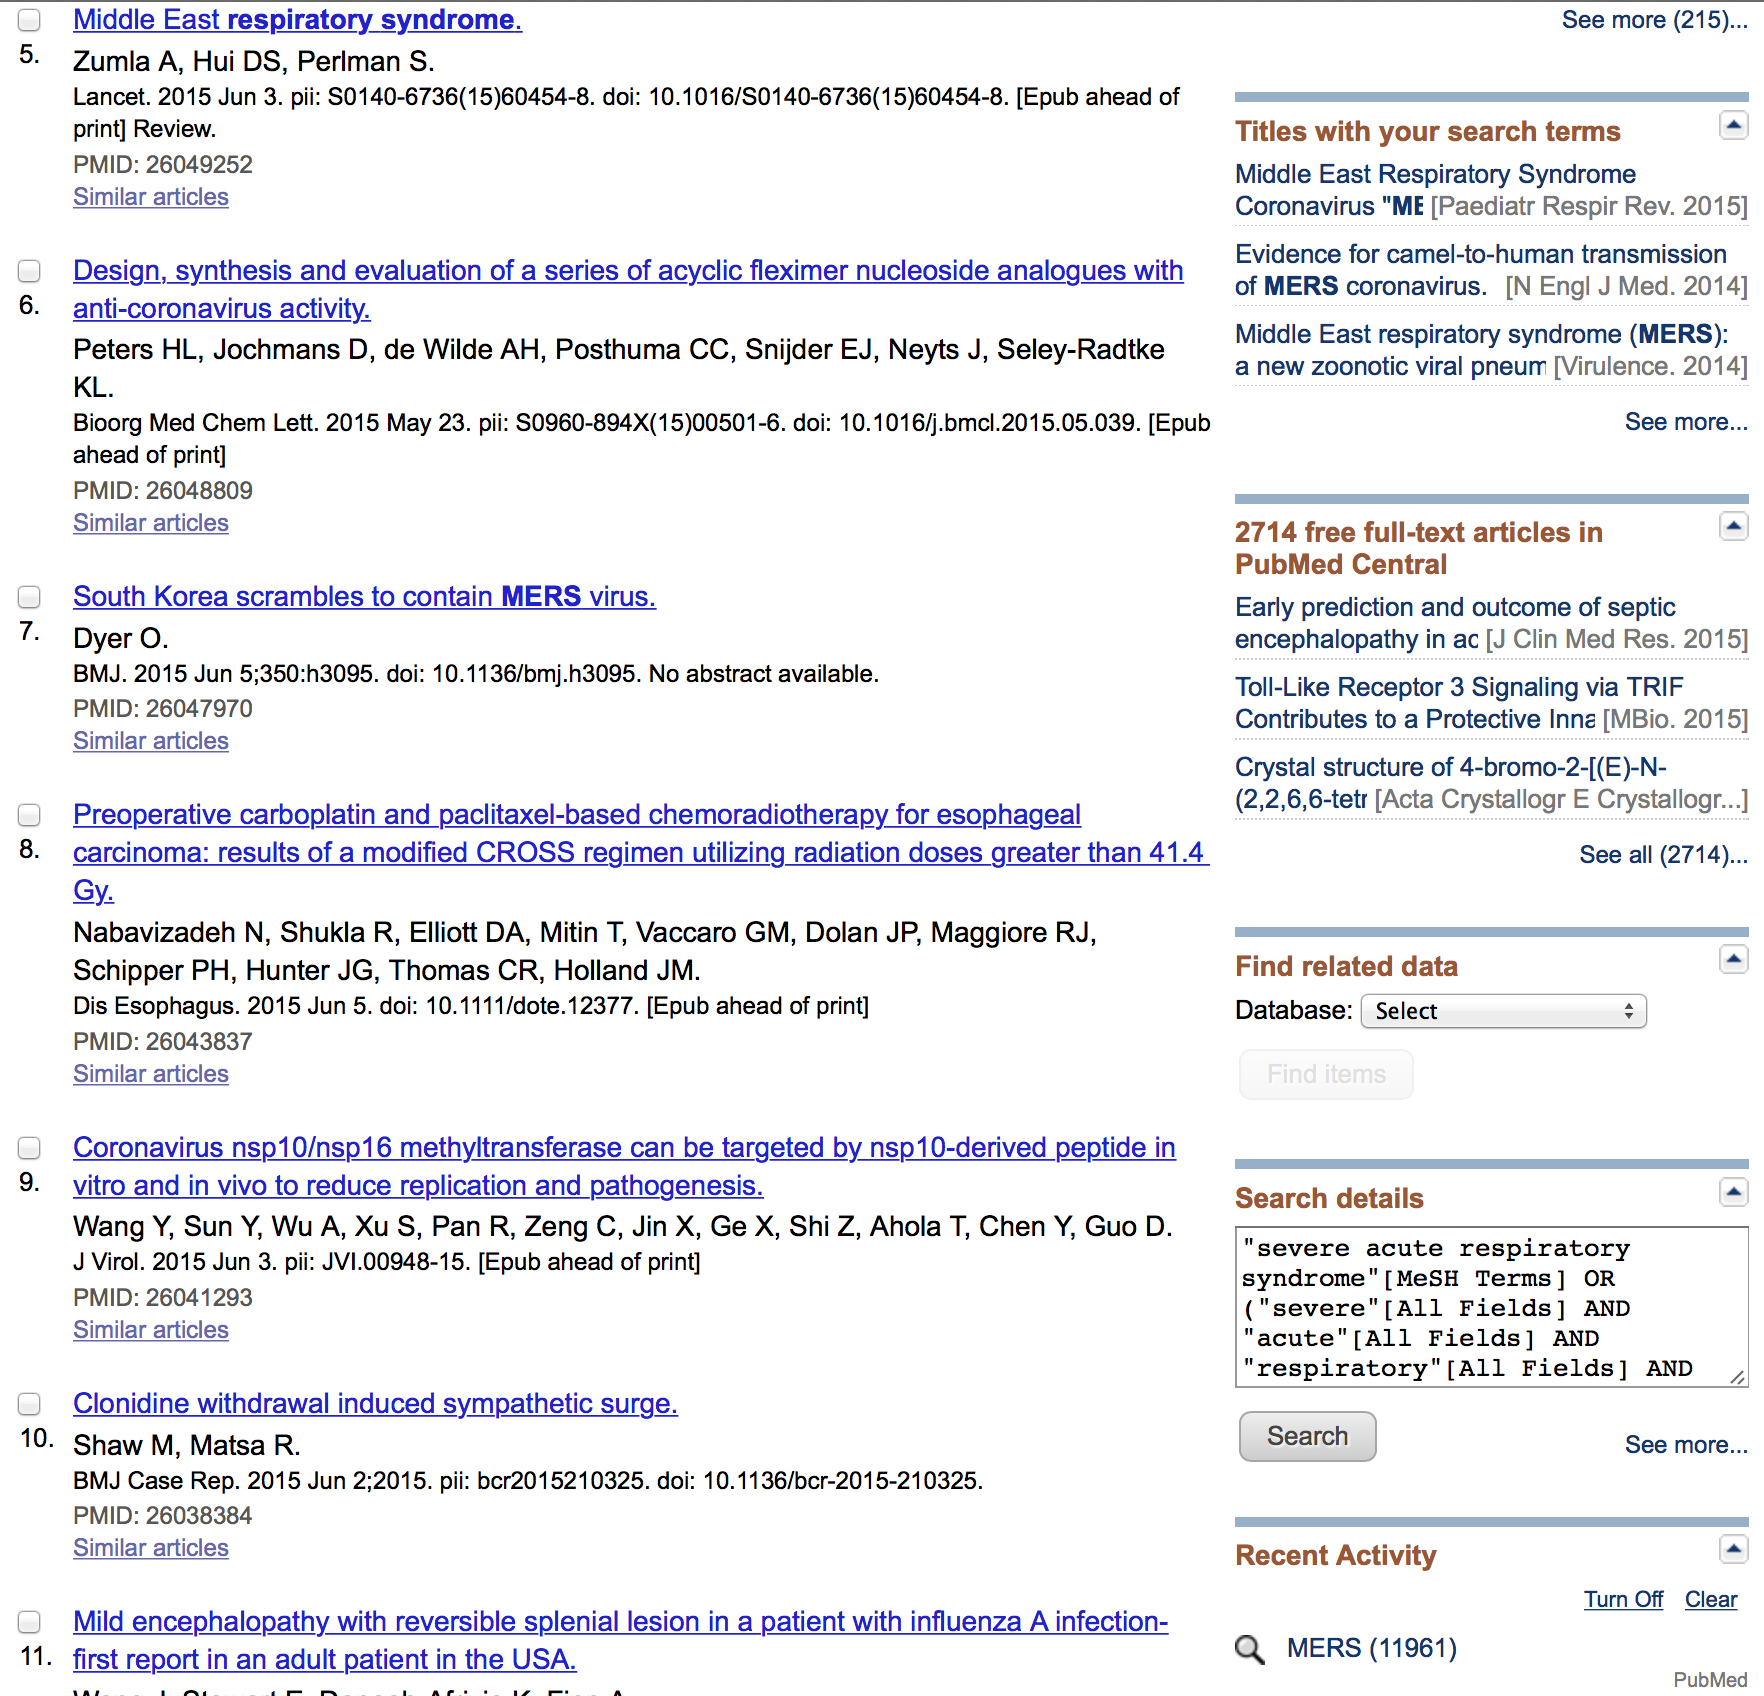 Middle East respiratory syndrome.
5.
Zumla A, Hui DS, Perlman S.
Lancet. 2015 Jun 3. pii: S0140-6736(15)60454-8. doi: 10.1016/S0140-6736(15)60454-8. [Epub ahead of
print] Review.
PMID: 26049252
Similar articles
Design, synthesis and evaluation of a series of acyclic fleximer nucleoside analogues with
6.
anti-coronavirus activity.
Peters HL, Jochmans D, de Wilde AH, Posthuma CC, Snijder EJ, Neyts J, Seley-Radtke
KL.
Bioorg Med Chem Lett. 2015 May 23. pii: S0960-894X(15)00501-6. doi: 10.1016/j.bmcl.2015.05.039. [Epub
ahead of print]
PMID: 26048809
Similar articles
South Korea scrambles to contain MERS virus.
7.
Dyer O.
BMJ. 2015 Jun 5;350:h3095. doi: 10.1136/bmj.h3095. No abstract available.
PMID: 26047970
Similar articles
Preoperative carboplatin and paclitaxel-based chemoradiotherapy for esophageal
8.
carcinoma: results of a modified CROSS regimen utilizing radiation doses greater than 41.4
Gy.
Nabavizadeh N, Shukla R, Elliott DA, Mitin T, Vaccaro GM, Dolan JP, Maggiore RJ,
Schipper PH, Hunter JG, Thomas CR, Holland JM.
Dis Esophagus. 2015 Jun 5. doi: 10.1111/dote.12377. [Epub ahead of print]
PMID: 26043837
Similar articles
Coronavirus nsp10/nsp16 methyltransferase can be targeted by nsp10-derived peptide in
9.
vitro and in vivo to reduce replication and pathogenesis.
Wang Y, Sun Y, Wu A, Xu S, Pan R, Zeng C, Jin X, Ge X, Shi Z, Ahola T, Chen Y, Guo D.
J Virol. 2015 Jun 3. pii: JVI.00948-15. [Epub ahead of print]
PMID: 26041293
Similar articles
Clonidine withdrawal induced sympathetic surge.
10.
Shaw M, Matsa R.
BMJ Case Rep. 2015 Jun 2;2015. pii: bcr2015210325. doi: 10.1136/bcr-2015-210325.
PMID: 26038384
Similar articles
Mild encephalopathy with reversible splenial lesion in a patient with influenza A infection-
11.
first report in an adult patient in the USA.
See more (215)...
Titles with your search terms
Middle East Respiratory Syndrome
Coronavirus "ME [Paediatr Respir Rev. 2015]
Evidence for camel-to-human transmission
of MERS coronavirus. [N Engl J Med. 2014]
Middle East respiratory syndrome (MERS):
a new zoonotic viral pneum [Virulence. 2014]
See more...
2714 free full-text articles in
PubMed Central
Early prediction and outcome of septic
encephalopathy in ac [J Clin Med Res. 2015]
Toll-Like Receptor 3 Signaling via TRIF
Contributes to a Protective Inna [MBio. 2015]
Crystal structure of 4-bromo-2-[(E)-N-
(2,2,6,6-tetr [Acta Crystallogr E Crystallogr...]
See all (2714)...
Find related data
Database: Select
Find items
Search details
"severe acute respiratory
syndrome"[MeSH Terms] OR
("severe"[All Fields] AND
"acute"[All Fields] AND
"respiratory"[All Fields] AND
Search
See more...
Recent Activity
Turn Off Clear
MERS (11961)
PubMed